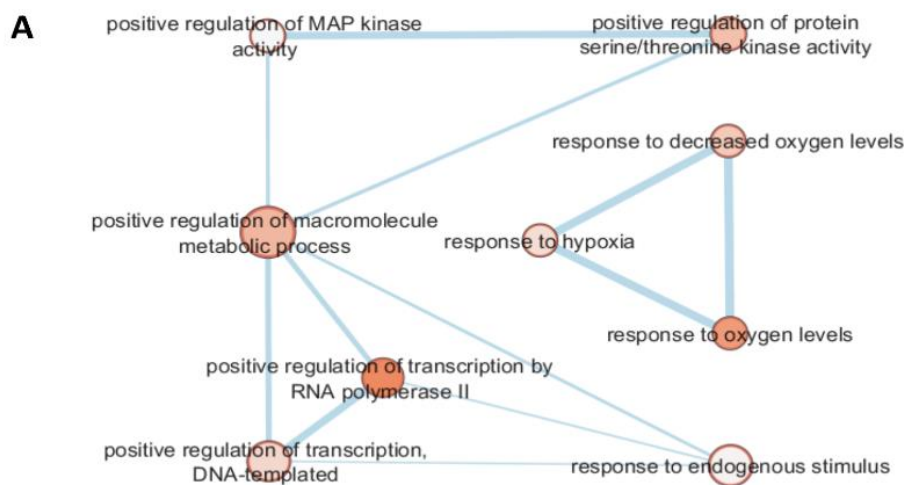 A
positive regulation of MAP kinase
activity
positive regulation of protein
serine/threonine kinase activity
response to decreased oxygen levels
positive regulation of macromolecule
metabolic process
response to hypoxia
response to oxygen levels
positive regulation of transcription by
RNA polymerase II
positive regulation of transcription,
DNA-templated
response to endogenous stimulus